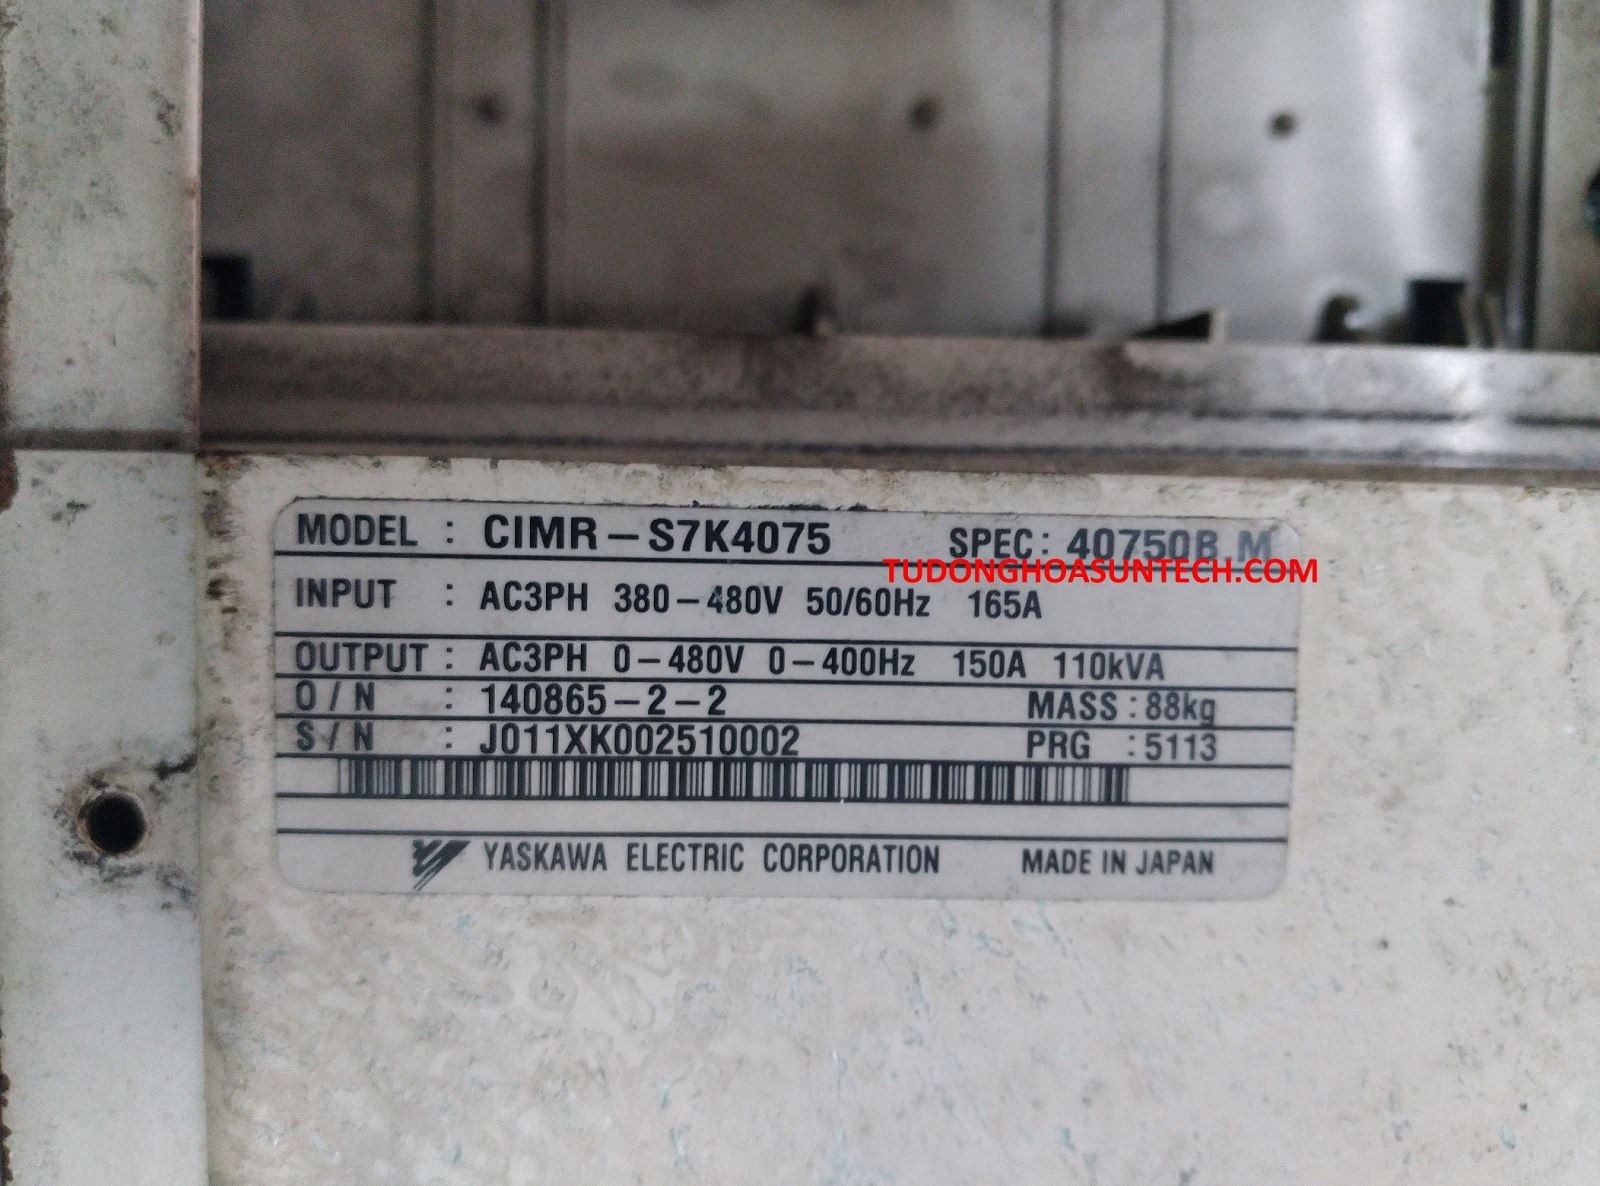 MODEL : CIMR-S7K4075 SPEC: 40750B.M
TUDONGHOASUNTECH.COM
INPUT : AC3PH 380-480V 50/60Hz 165A
OUTPUT : AC3PH 0-480V 0-400Hz 150A 110kVA
O/N : 140865-2-2 MASS : 88kg
S/N : J011XK002510002 PRG : 5113
YASKAWA ELECTRIC CORPORATION MADE IN JAPAN